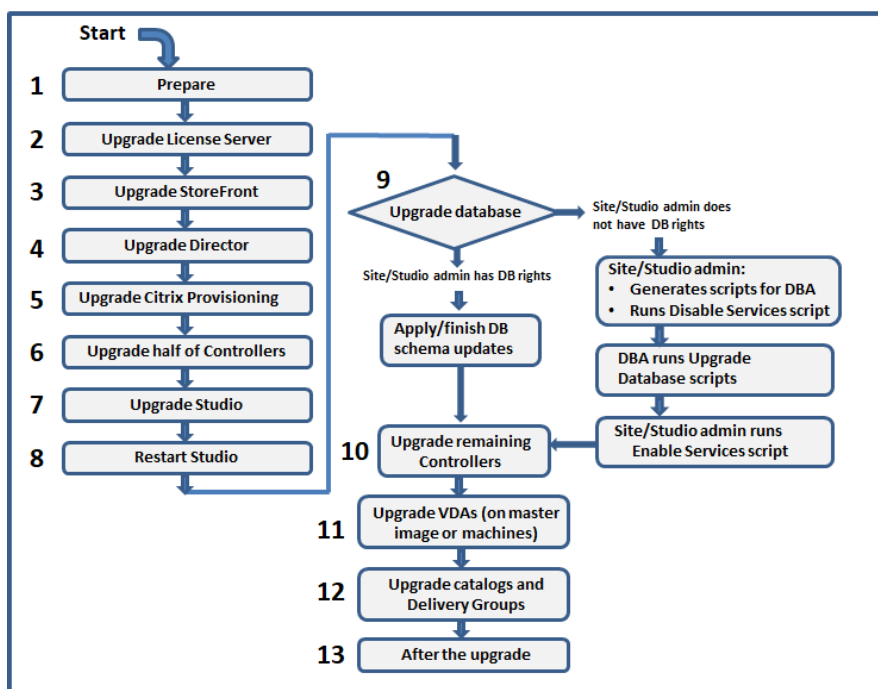 Start
1
Prepare
2
Upgrade License Server
3
Upgrade StoreFront
4
Upgrade Director
5
Upgrade Citrix Provisioning
6
Upgrade half of Controllers
7
Upgrade Studio
8
Restart Studio
9
Upgrade database
Site/Studio admin does
not have DB rights
Site/Studio admin has DB rights
Site/Studio admin:
• Generates scripts for DBA
• Runs Disable Services script
Apply/finish DB
schema updates
DBA runs Upgrade
Database scripts
Site/Studio admin runs
Enable Services script
10
Upgrade remaining
Controllers
11
Upgrade VDAs (on master
image or machines)
12
Upgrade catalogs and
Delivery Groups
13
After the upgrade